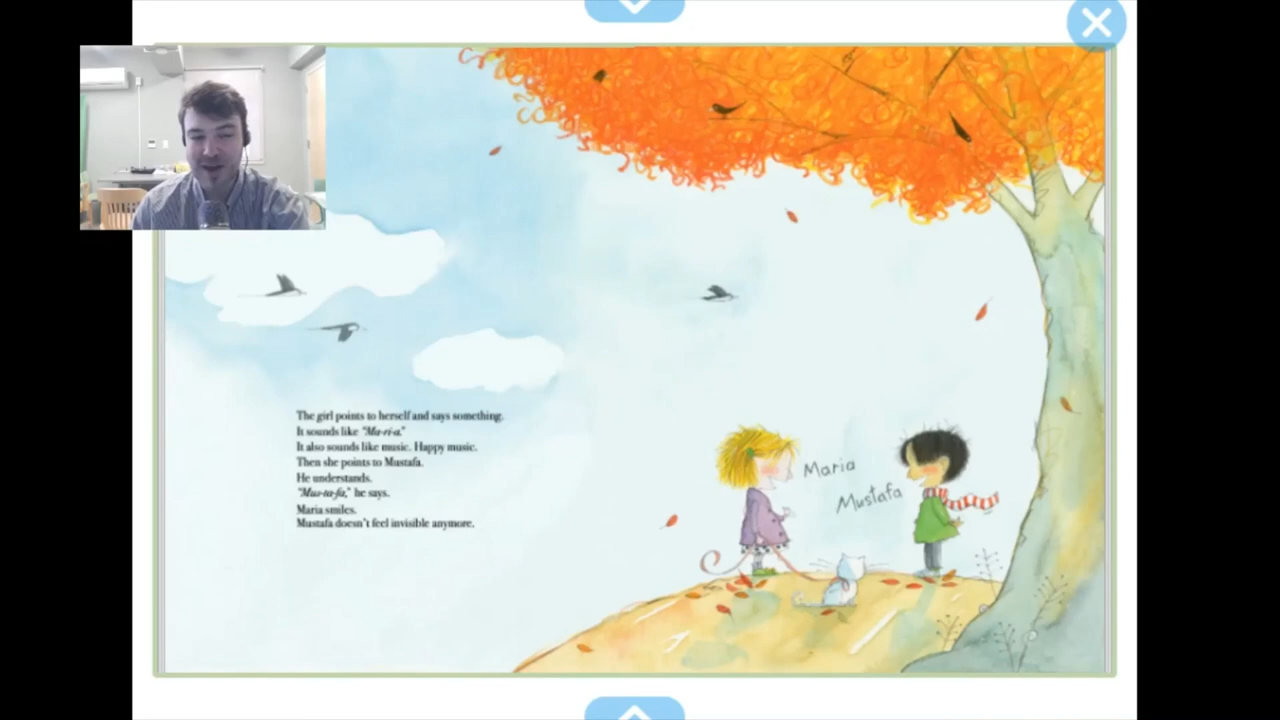 The girl points to herself and says something.
It sounds like "Ma-ri-a."
It also sounds like music. Happy music.
Then she points to Mustafa.
He understands.
"Mus-ta-fa," he says.
Maria smiles.
Mustafa doesn't feel invisible anymore.
Maria
Mustafa